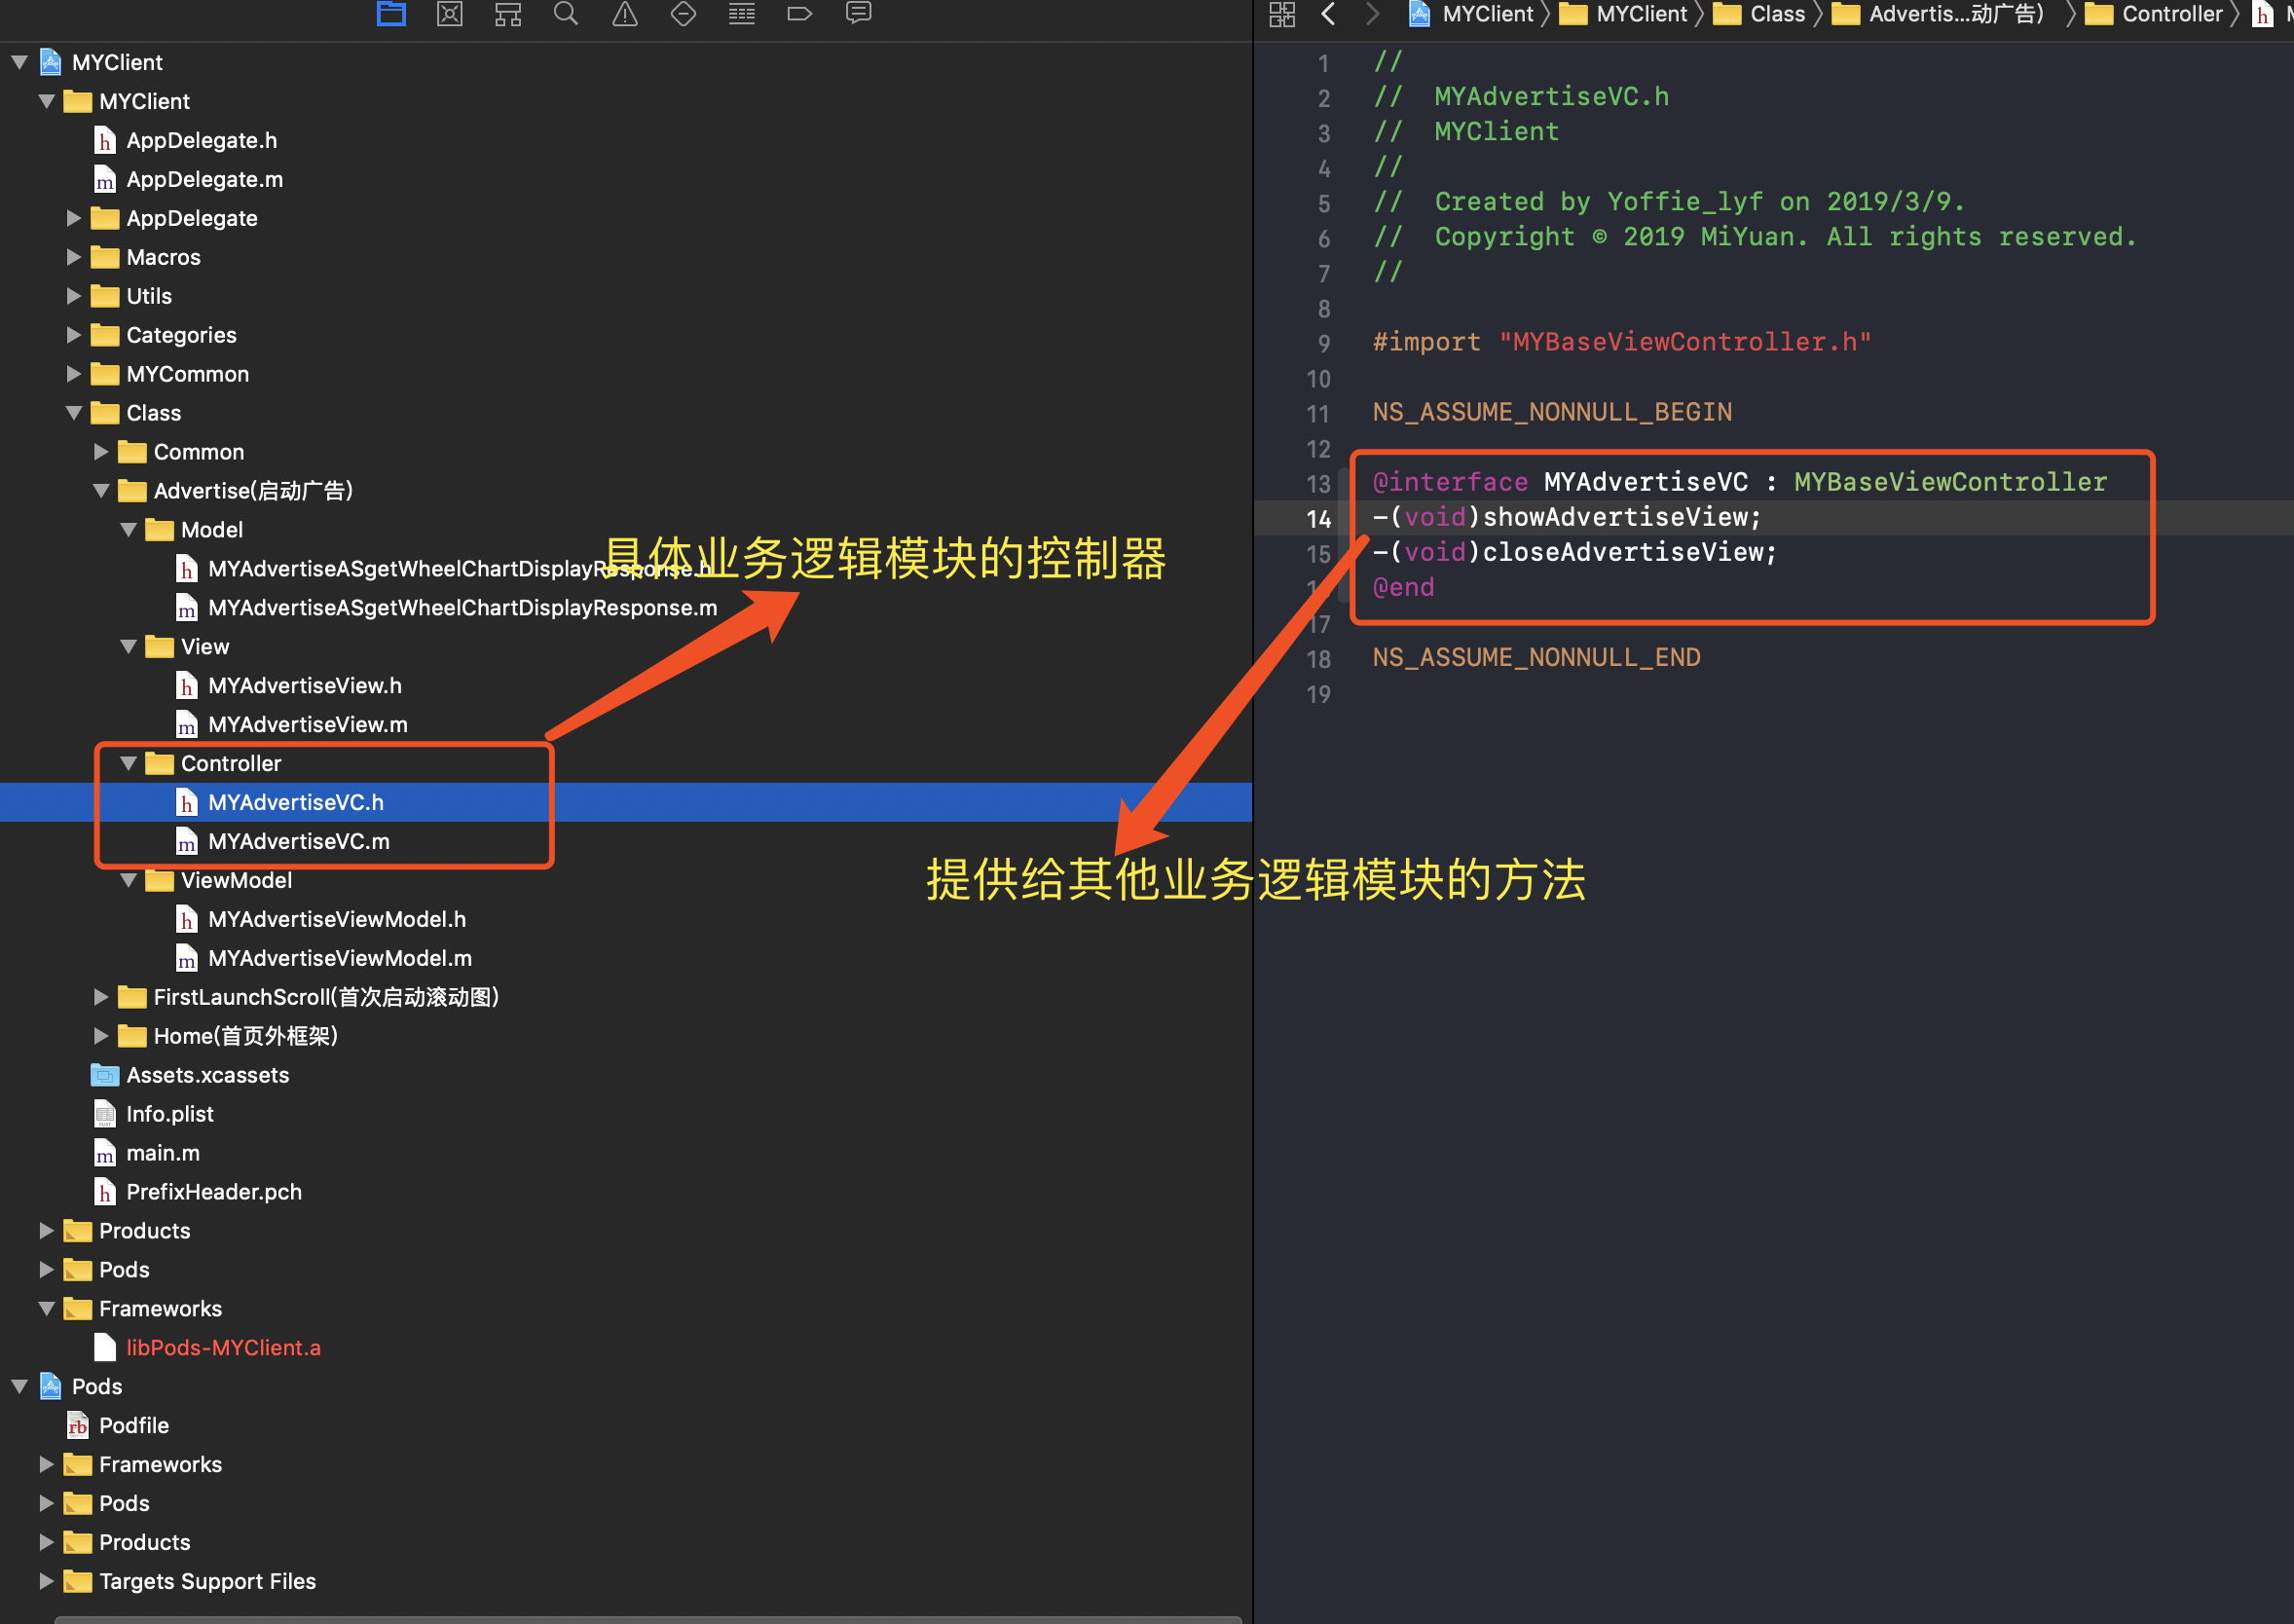 MYClient
MYClient
AppDelegate.h
AppDelegate.m
AppDelegate
Macros
Utils
Categories
MYCommon
Class
Common
Advertise(启动广告)
Model
MYAdvertiseASgetWheelChartDisplayResponse.h
MYAdvertiseASgetWheelChartDisplayResponse.m
View
MYAdvertiseView.h
MYAdvertiseView.m
Controller
MYAdvertiseVC.h
MYAdvertiseVC.m
ViewModel
MYAdvertiseViewModel.h
MYAdvertiseViewModel.m
FirstLaunchScroll(首次启动滚动图)
Home(首页外框架)
Assets.xcassets
Info.plist
main.m
PrefixHeader.pch
Products
Pods
Frameworks
libPods-MYClient.a
Pods
Podfile
Frameworks
Pods
Products
Targets Support Files
具体业务逻辑模块的控制器
提供给其他业务逻辑模块的方法
MYClient 〉 MYClient 〉 Class 〉 Advertis...动广告) 〉 Controller 〉
1 //
2 //  MYAdvertiseVC.h
3 //  MYClient
4 //
5 //  Created by Yoffie_lyf on 2019/3/9.
6 //  Copyright © 2019 MiYuan. All rights reserved.
7 //
8
9 #import "MYBaseViewController.h"
10
11 NS_ASSUME_NONNULL_BEGIN
12
13 @interface MYAdvertiseVC : MYBaseViewController
14 -(void)showAdvertiseView;
15 -(void)closeAdvertiseView;
@end
17
18 NS_ASSUME_NONNULL_END
19